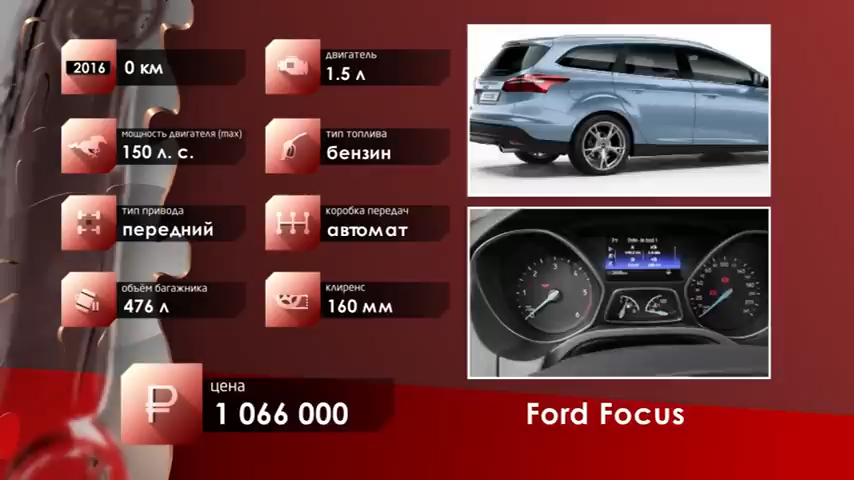 2016
0 км
двигатель
1.5 л
мощность двигателя (max)
150 л. с.
тип топлива
бензин
тип привода
передний
коробка передач
автомат
объём багажника
476 л
клиренс
160 мм
цена
1 066 000
Ford Focus